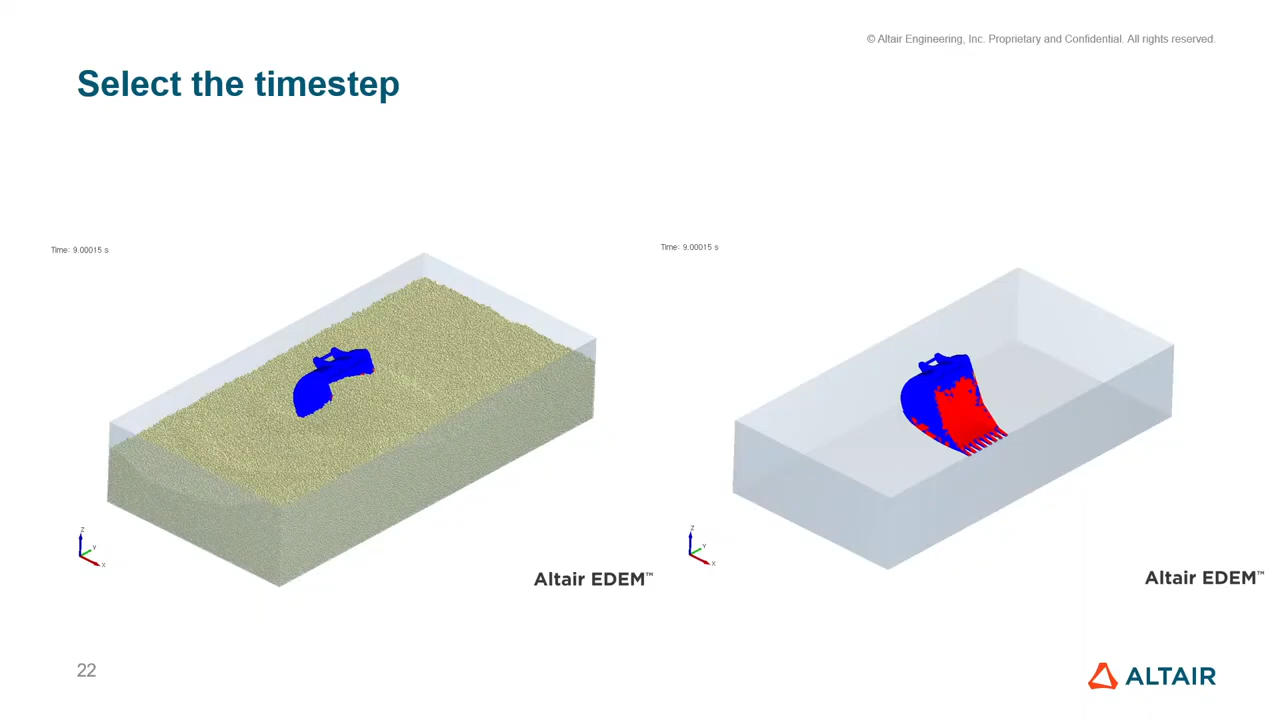 © Altair Engineering, Inc. Proprietary and Confidential. All rights reserved.
Select the timestep
Time: 9.00015 s
Time: 9.00015 s
Z
Y
X
Z
Y
X
Altair EDEM™
Altair EDEM™
22
ALTAIR